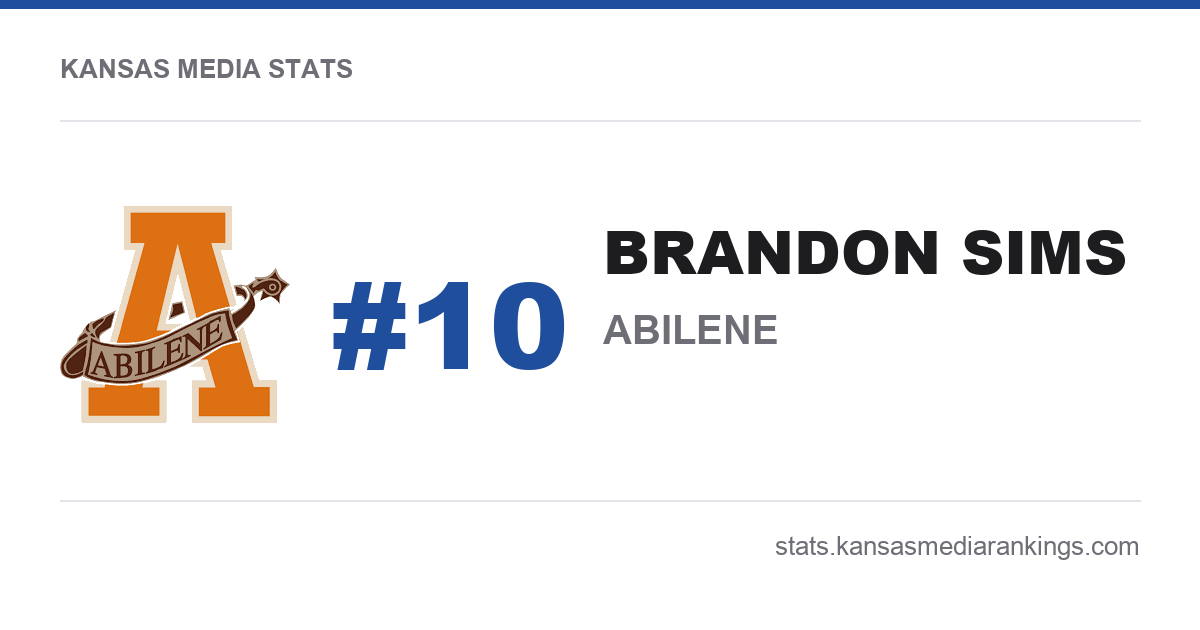 KANSAS MEDIA STATS
ABILENE
#10
BRANDON SIMS
ABILENE
stats.kansasmediarankings.com